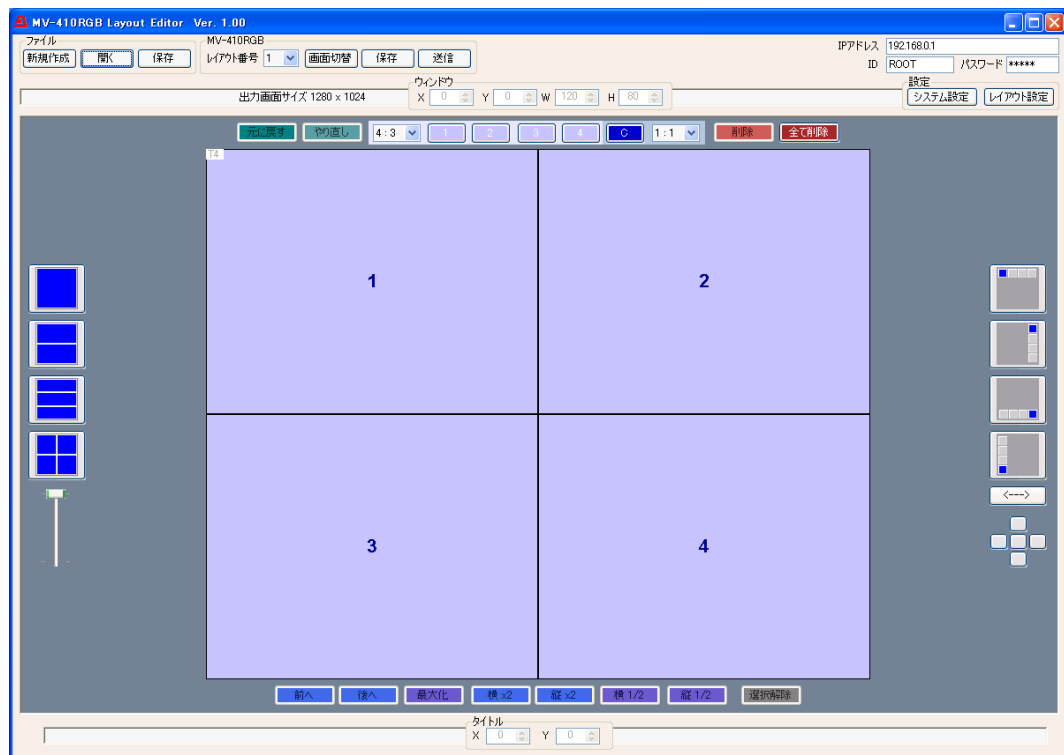 MV-410RGB Layout Editor Ver. 1.00
ファイル
新規作成 開く 保存
MV-410RGB
レイアウト番号 1 画面切替 保存 送信
IPアドレス 192.168.0.1
ID ROOT パスワード *****
出力画面サイズ 1280 x 1024
ウィンドウ
X 0 Y 0 W 120 H 80
設定
システム設定 レイアウト設定
元に戻す やり直し 4 : 3 1 2 3 4 C 1 : 1 削除 全て削除
T4
1 2
3 4
<--->
前へ 後へ 最大化 横 x2 縦 x2 横 1/2 縦 1/2 選択解除
タイトル
X 0 Y 0